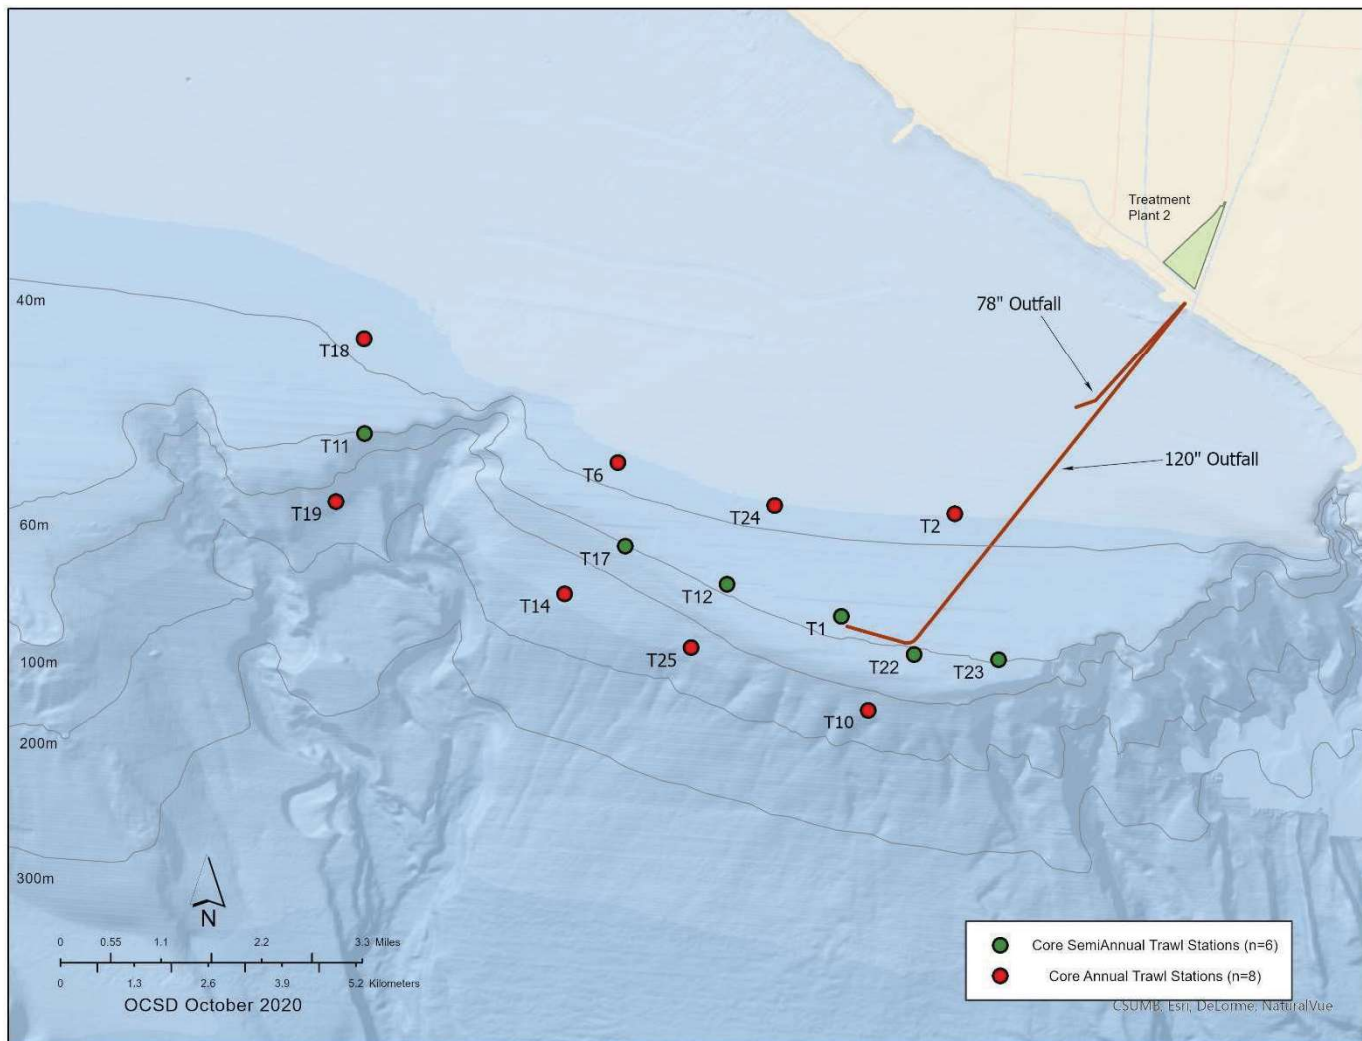 Treatment
Plant 2
40m
78" Outfall
T18
T11
120" Outfall
T6
T19
T24
T2
60m
T17
T12
T14
T1
100m
T25
T22
T23
T10
200m
300m
N
0 0.55 1.1 2.2 3.3 Miles
0 1.3 2.6 3.9 5.2 Kilometers
OCSD October 2020
Core SemiAnnual Trawl Stations (n=6)
Core Annual Trawl Stations (n=8)
CSUMB, Esri, DeLorme, NaturalVue